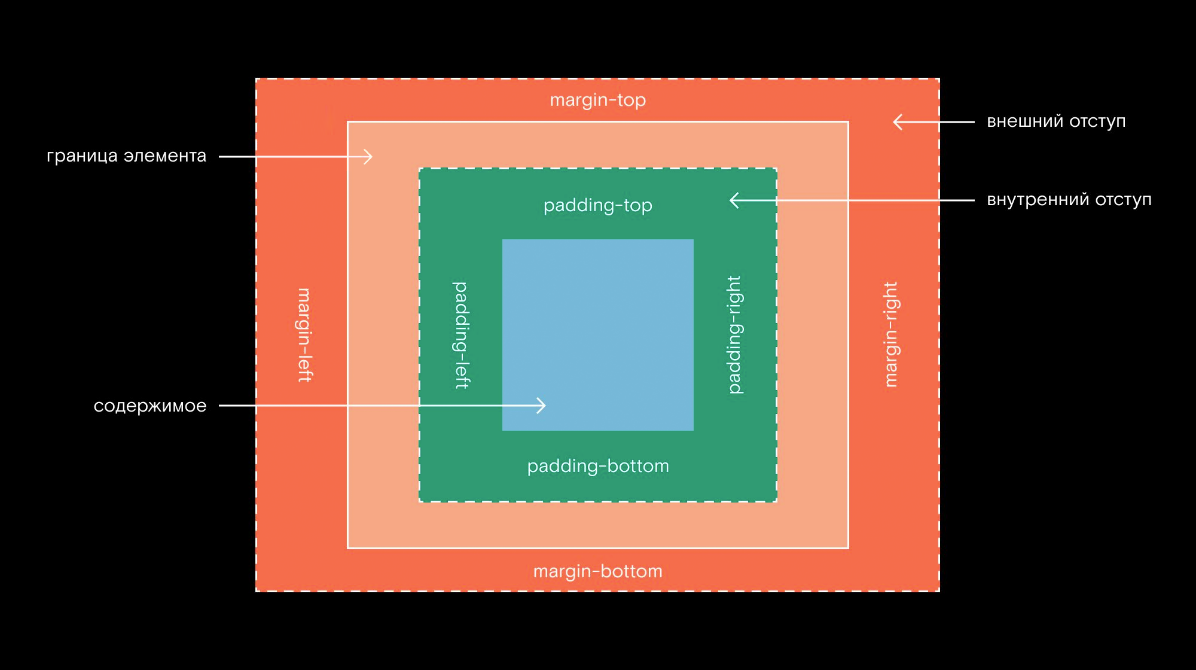 margin-top
внешний отступ
граница элемента
внутренний отступ
padding-top
margin-left
padding-left
padding-right
margin-right
содержимое
padding-bottom
margin-bottom